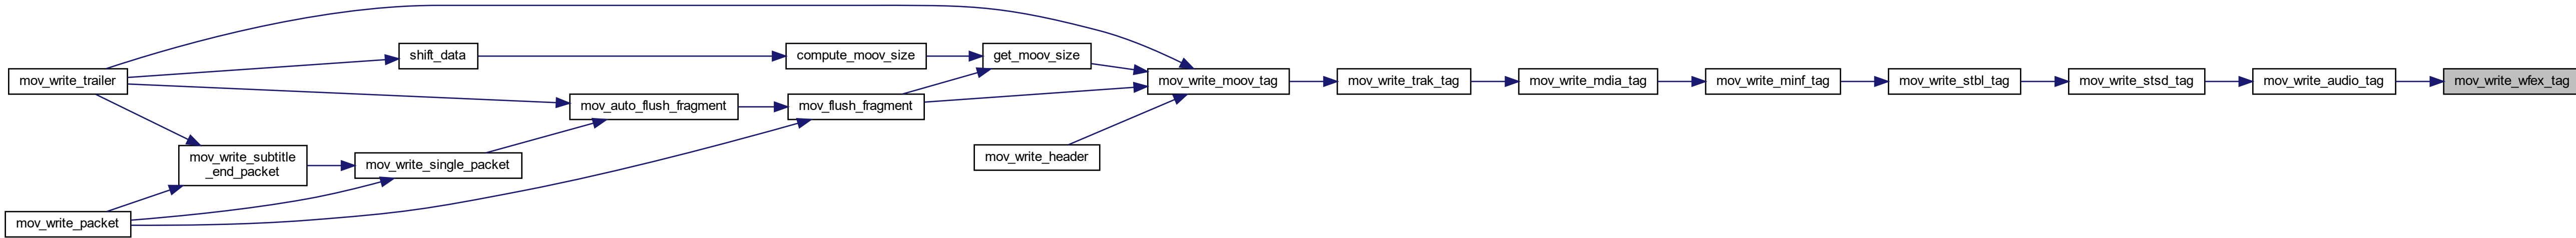 mov_write_trailer
shift_data
compute_moov_size
get_moov_size
mov_write_moov_tag
mov_write_trak_tag
mov_write_mdia_tag
mov_write_minf_tag
mov_write_stbl_tag
mov_write_stsd_tag
mov_write_audio_tag
mov_write_wfex_tag
mov_auto_flush_fragment
mov_flush_fragment
mov_write_subtitle
_end_packet
mov_write_single_packet
mov_write_header
mov_write_packet